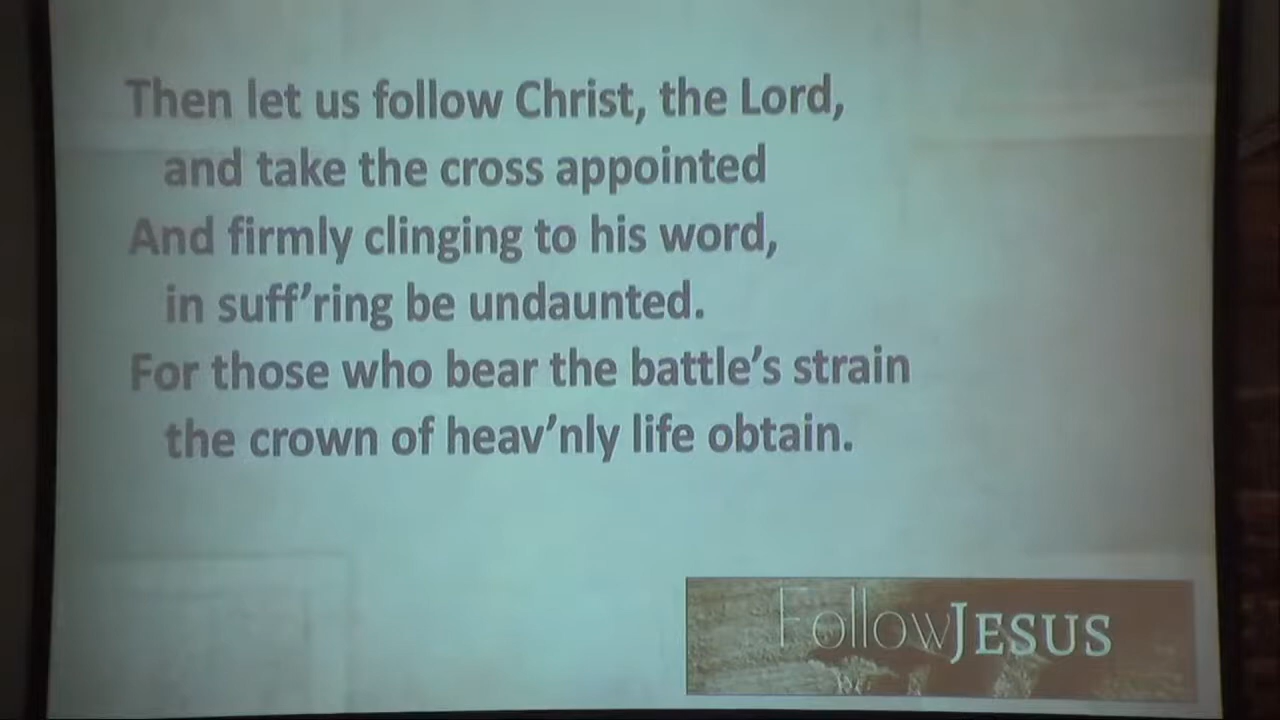 Then let us follow Christ, the Lord,
and take the cross appointed
And firmly clinging to his word,
in suff’ring be undaunted.
For those who bear the battle’s strain
the crown of heav’nly life obtain.
FollowJESUS